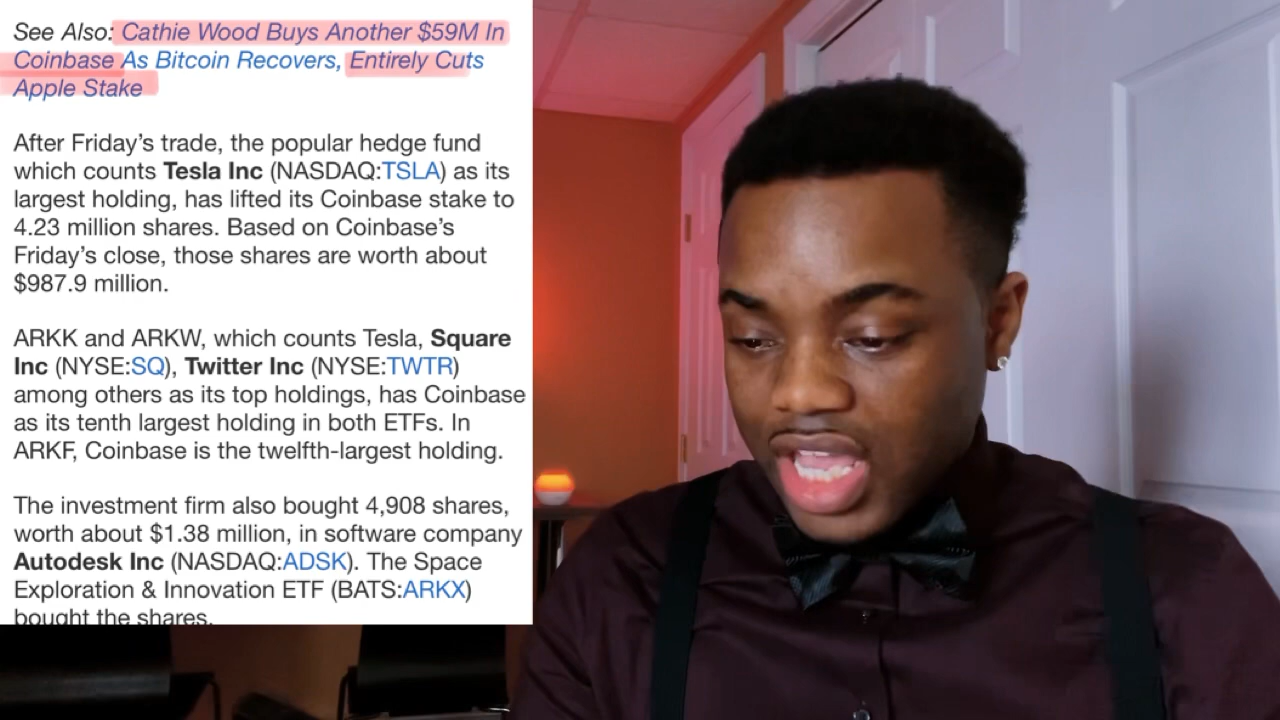 See Also: Cathie Wood Buys Another $59M In
Coinbase As Bitcoin Recovers, Entirely Cuts
Apple Stake
After Friday's trade, the popular hedge fund
which counts Tesla Inc (NASDAQ:TSLA) as its
largest holding, has lifted its Coinbase stake to
4.23 million shares. Based on Coinbase's
Friday's close, those shares are worth about
$987.9 million.
ARKK and ARKW, which counts Tesla, Square
Inc (NYSE:SQ), Twitter Inc (NYSE:TWTR)
among others as its top holdings, has Coinbase
as its tenth largest holding in both ETFs. In
ARKF, Coinbase is the twelfth-largest holding.
The investment firm also bought 4,908 shares,
worth about $1.38 million, in software company
Autodesk Inc (NASDAQ:ADSK). The Space
Exploration & Innovation ETF (BATS:ARKX)
bought the shares.